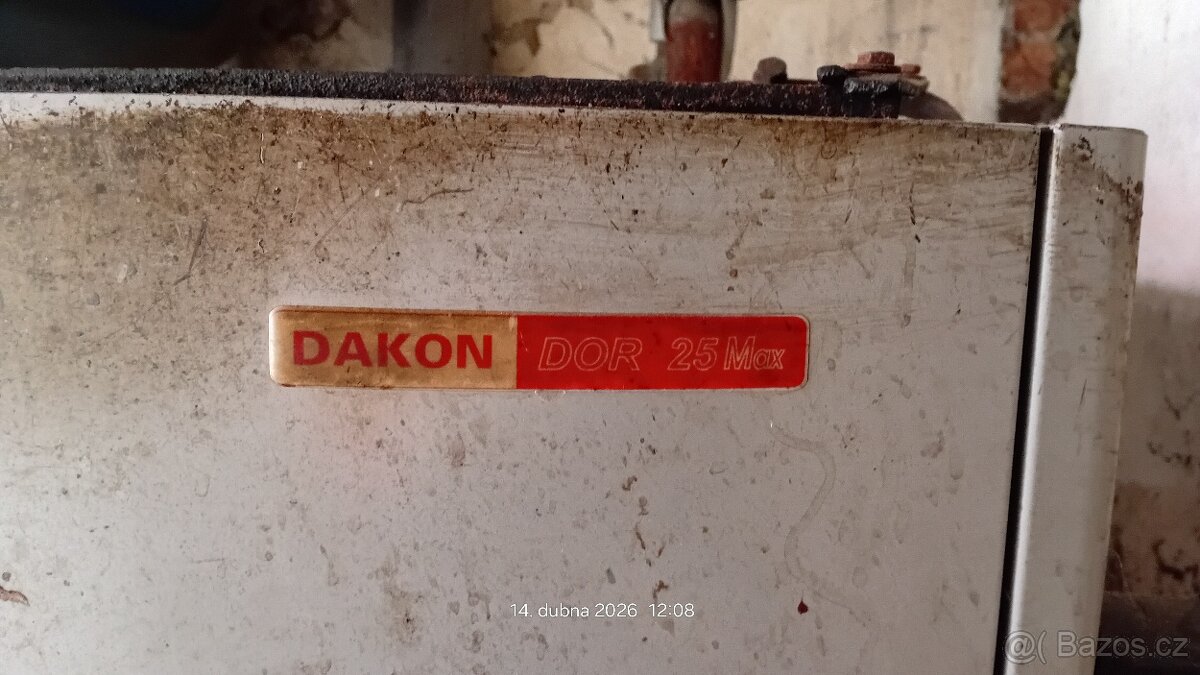 DAKON DOR 25 Max
14. dubna 2026 12:08
@( Bazos.cz